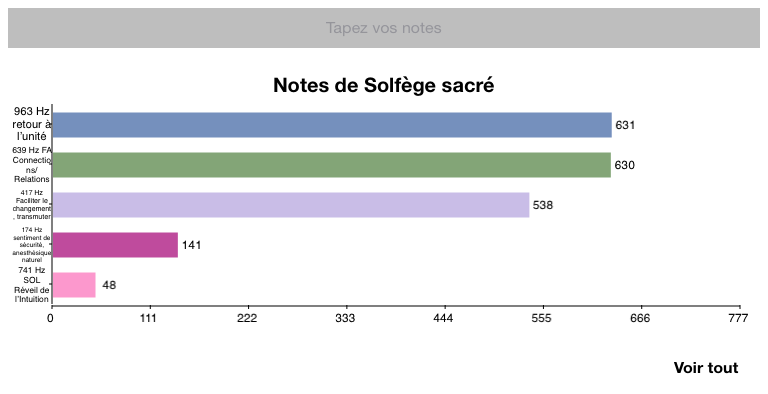 Tapez vos notes
Notes de Solfège sacré
963 Hz
retour à
l'unité
631
639 Hz FA
Connectio
ns/
Relations
630
417 Hz
Faciliter le
changement
, transmuter
538
174 Hz
sentiment de
sécurité,
anesthésique
naturel
141
741 Hz
SOL
Réveil de
l'Intuition
48
0 111 222 333 444 555 666 777
Voir tout